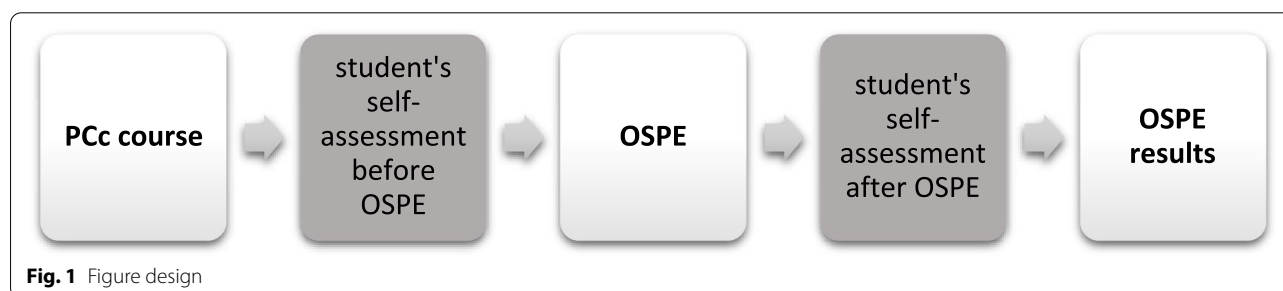 PCc course
student's
self-
assessment
before
OSPE
OSPE
student's
self-
assessment
after OSPE
OSPE
results
Fig. 1 Figure design